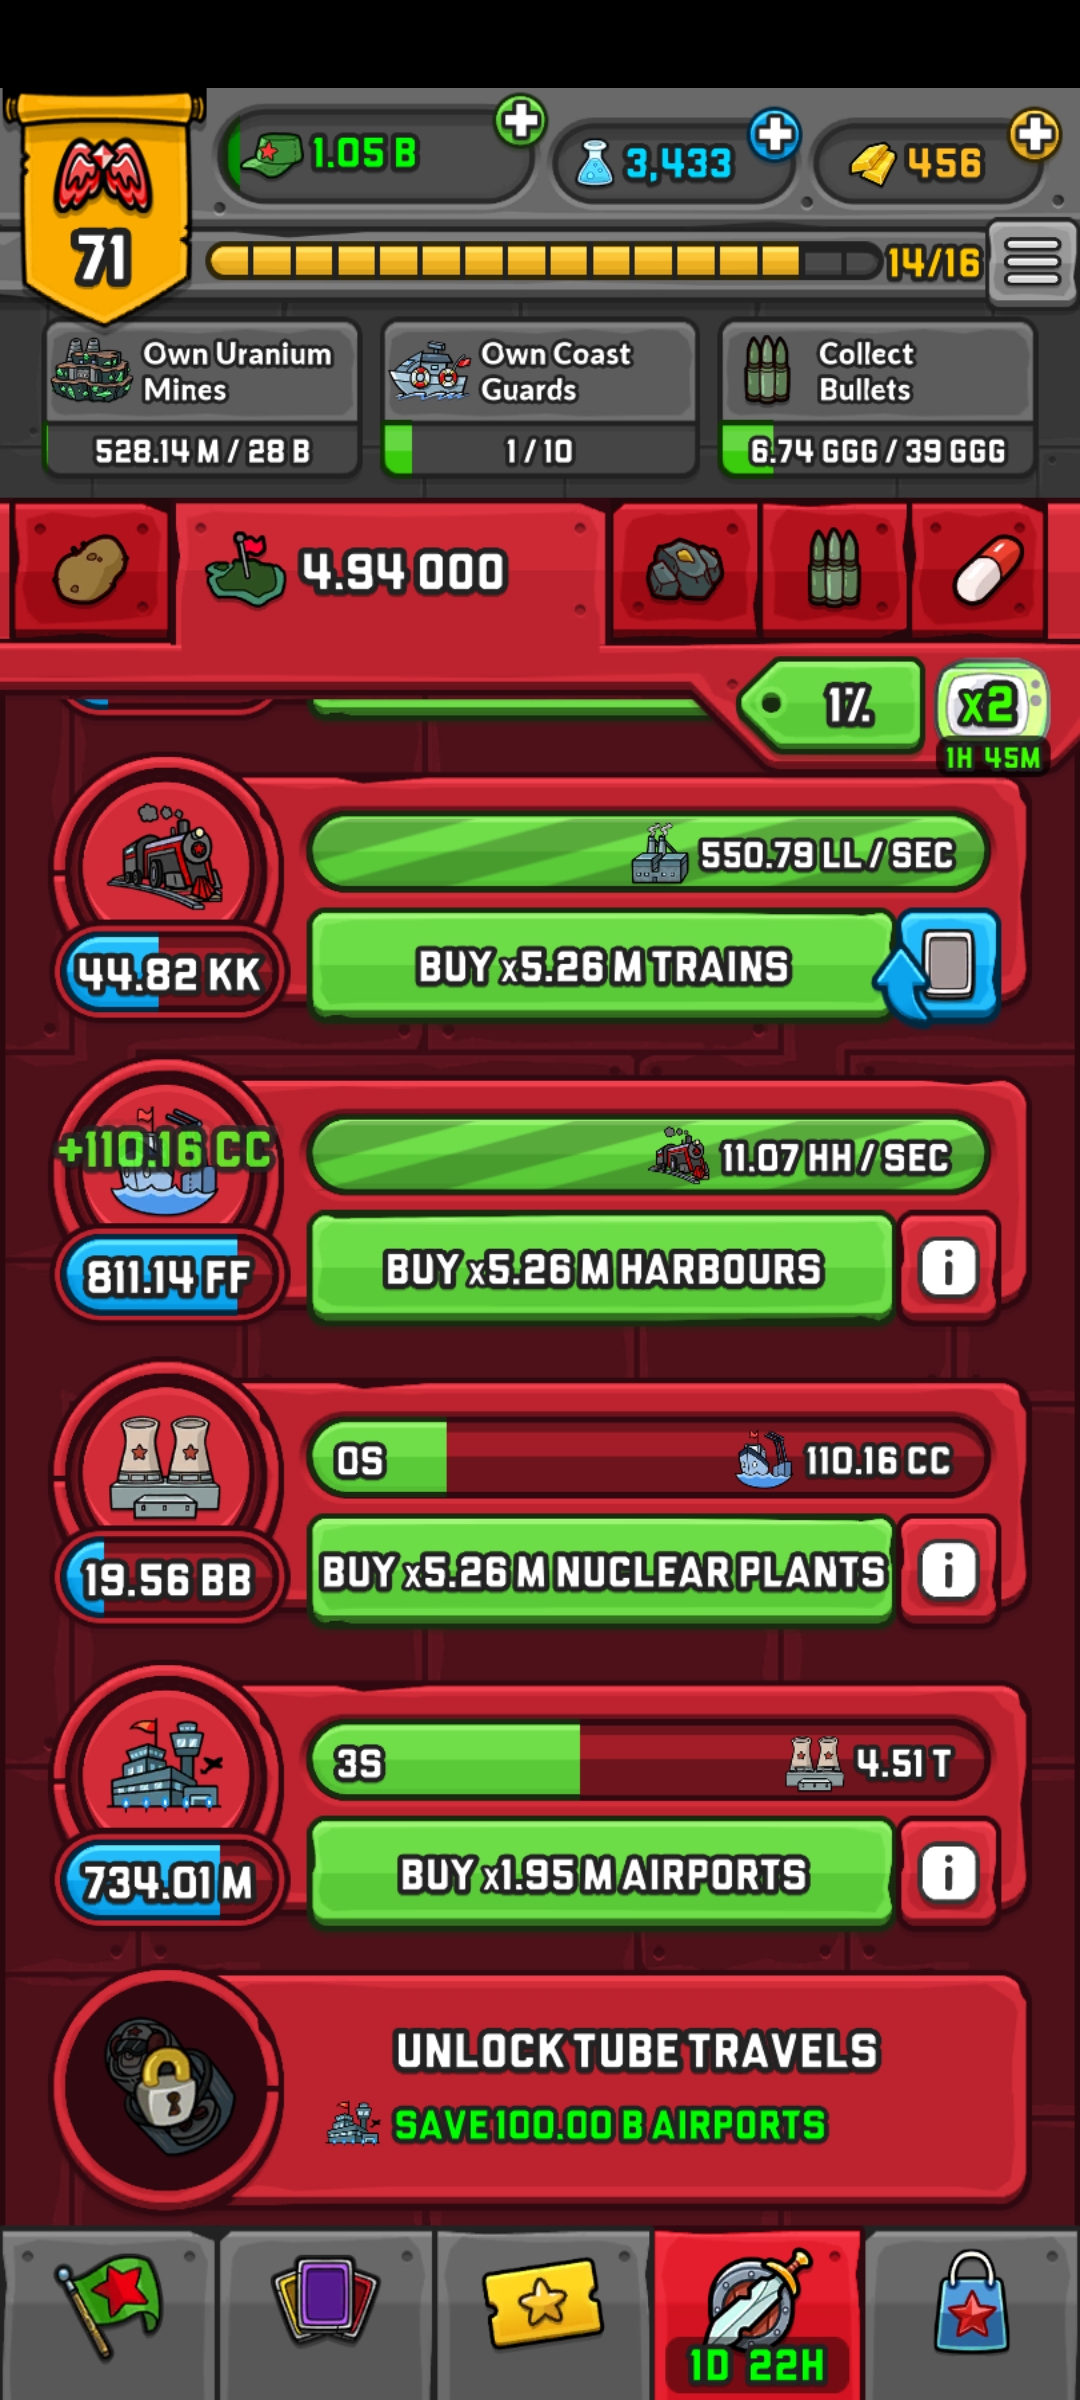 1.05 B
3,433
456
71
14/16
Own Uranium
Mines
528.14 M / 28 B
Own Coast
Guards
1 / 10
Collect
Bullets
6.74 GGG / 39 GGG
4.94 000
1%
x2
1H 45M
550.79 LL / SEC
44.82 KK
BUY x5.26 M TRAINS
+110.16 CC
11.07 HH / SEC
811.14 FF
BUY x5.26 M HARBOURS
i
0S
110.16 CC
19.56 BB
BUY x5.26 M NUCLEAR PLANTS
i
3S
4.51 T
734.01 M
BUY x1.95 M AIRPORTS
i
UNLOCK TUBE TRAVELS
SAVE 100.00 B AIRPORTS
1D 22H